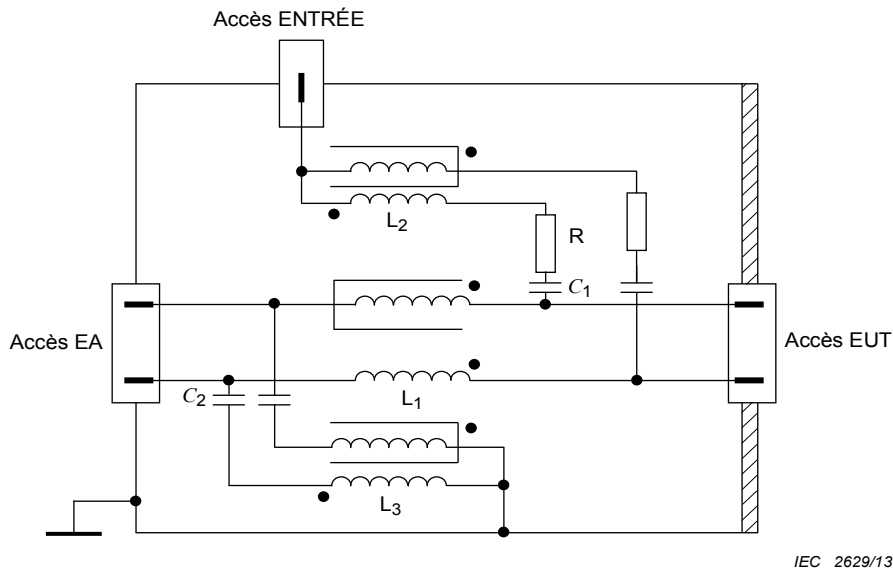 Accès ENTRÉE
L2
R
C1
Accès EA
Accès EUT
C2
L1
L3
IEC 2629/13